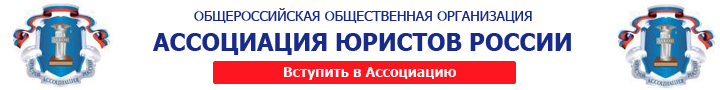 ОБЩЕРОССИЙСКАЯ ОБЩЕСТВЕННАЯ ОРГАНИЗАЦИЯ
АССОЦИАЦИЯ ЮРИСТОВ РОССИИ
Вступить в Ассоциацию